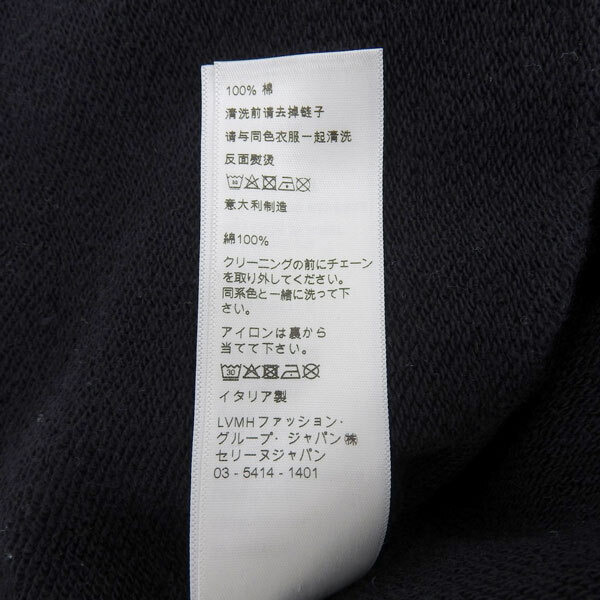 100% 棉
清洗前请去掉链子
请与同色衣服一起清洗
反面熨烫
30
意大利制造
綿100%
クリーニングの前にチェーン
を取り外してください。
同系色と一緒に洗って下
さい。
アイロンは裏から
当てて下さい。
30
イタリア製
LVMHファッション・
グループ・ジャパン㈱
セリーヌジャパン
03 - 5414 - 1401